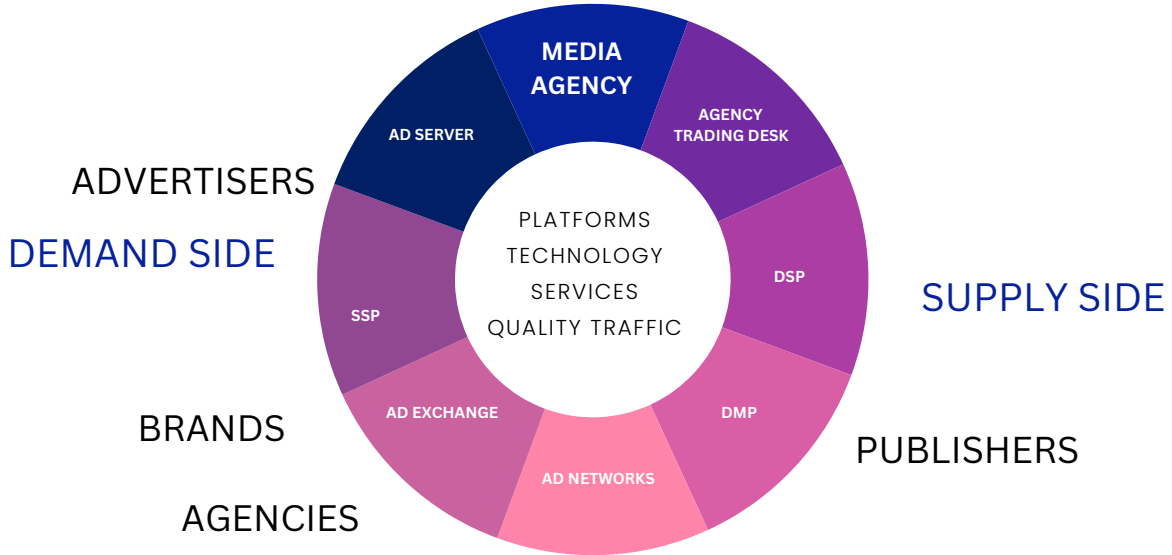 MEDIA
AGENCY
AGENCY
TRADING DESK
AD SERVER
ADVERTISERS
DEMAND SIDE
PLATFORMS
TECHNOLOGY
SERVICES
QUALITY TRAFFIC
DSP
SUPPLY SIDE
SSP
BRANDS
AD EXCHANGE
DMP
PUBLISHERS
AD NETWORKS
AGENCIES